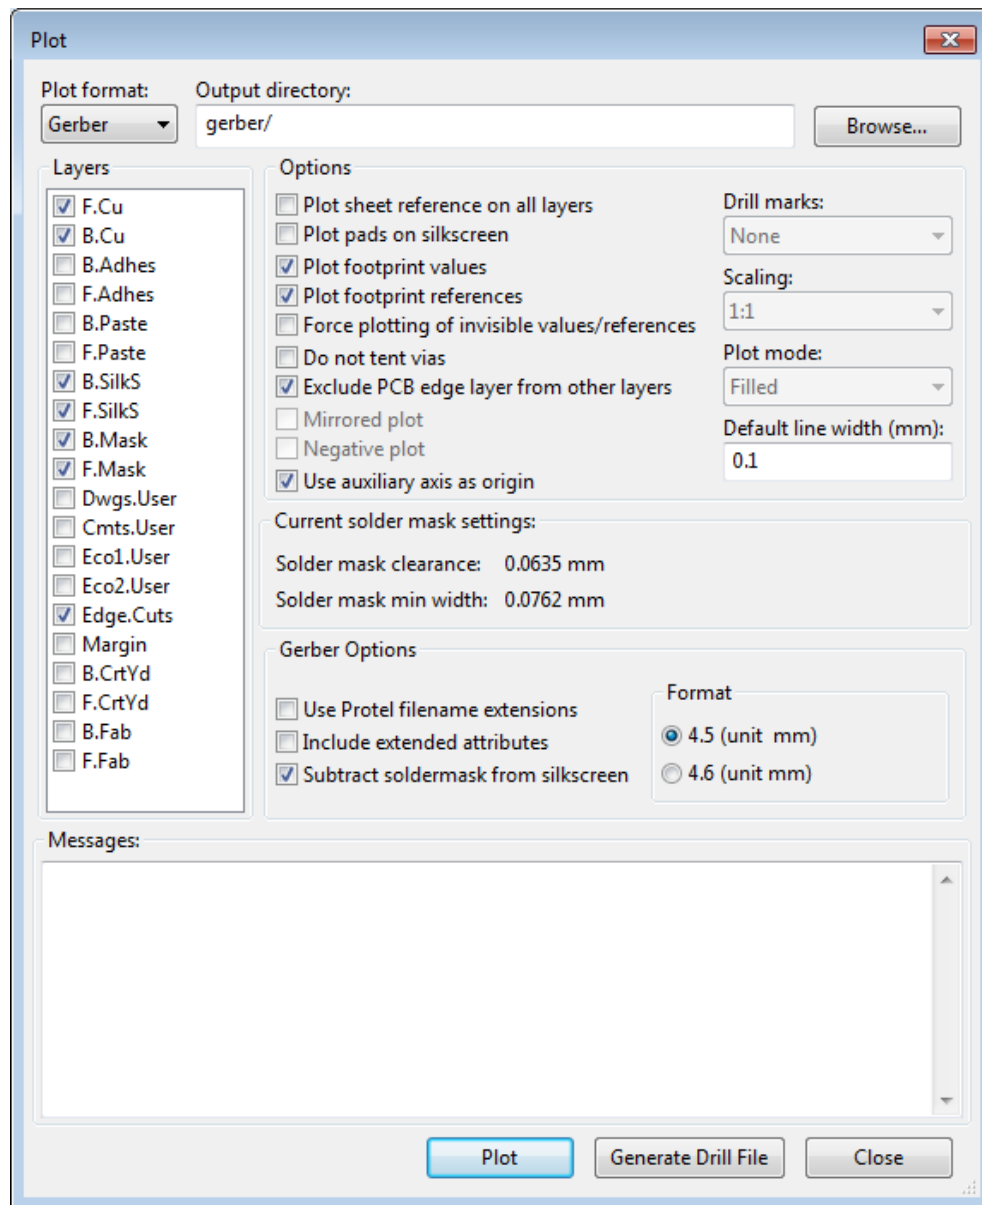 Plot
Plot format:
Output directory:
Gerber
gerber/
Browse...
Layers
F.Cu
B.Cu
B.Adhes
F.Adhes
B.Paste
F.Paste
B.SilkS
F.SilkS
B.Mask
F.Mask
Dwgs.User
Cmts.User
Eco1.User
Eco2.User
Edge.Cuts
Margin
B.CrtYd
F.CrtYd
B.Fab
F.Fab
Options
Plot sheet reference on all layers
Plot pads on silkscreen
Plot footprint values
Plot footprint references
Force plotting of invisible values/references
Do not tent vias
Exclude PCB edge layer from other layers
Mirrored plot
Negative plot
Use auxiliary axis as origin
Drill marks:
None
Scaling:
1:1
Plot mode:
Filled
Default line width (mm):
0.1
Current solder mask settings:
Solder mask clearance: 0.0635 mm
Solder mask min width: 0.0762 mm
Gerber Options
Use Protel filename extensions
Include extended attributes
Subtract soldermask from silkscreen
Format
4.5 (unit mm)
4.6 (unit mm)
Messages:
Plot
Generate Drill File
Close